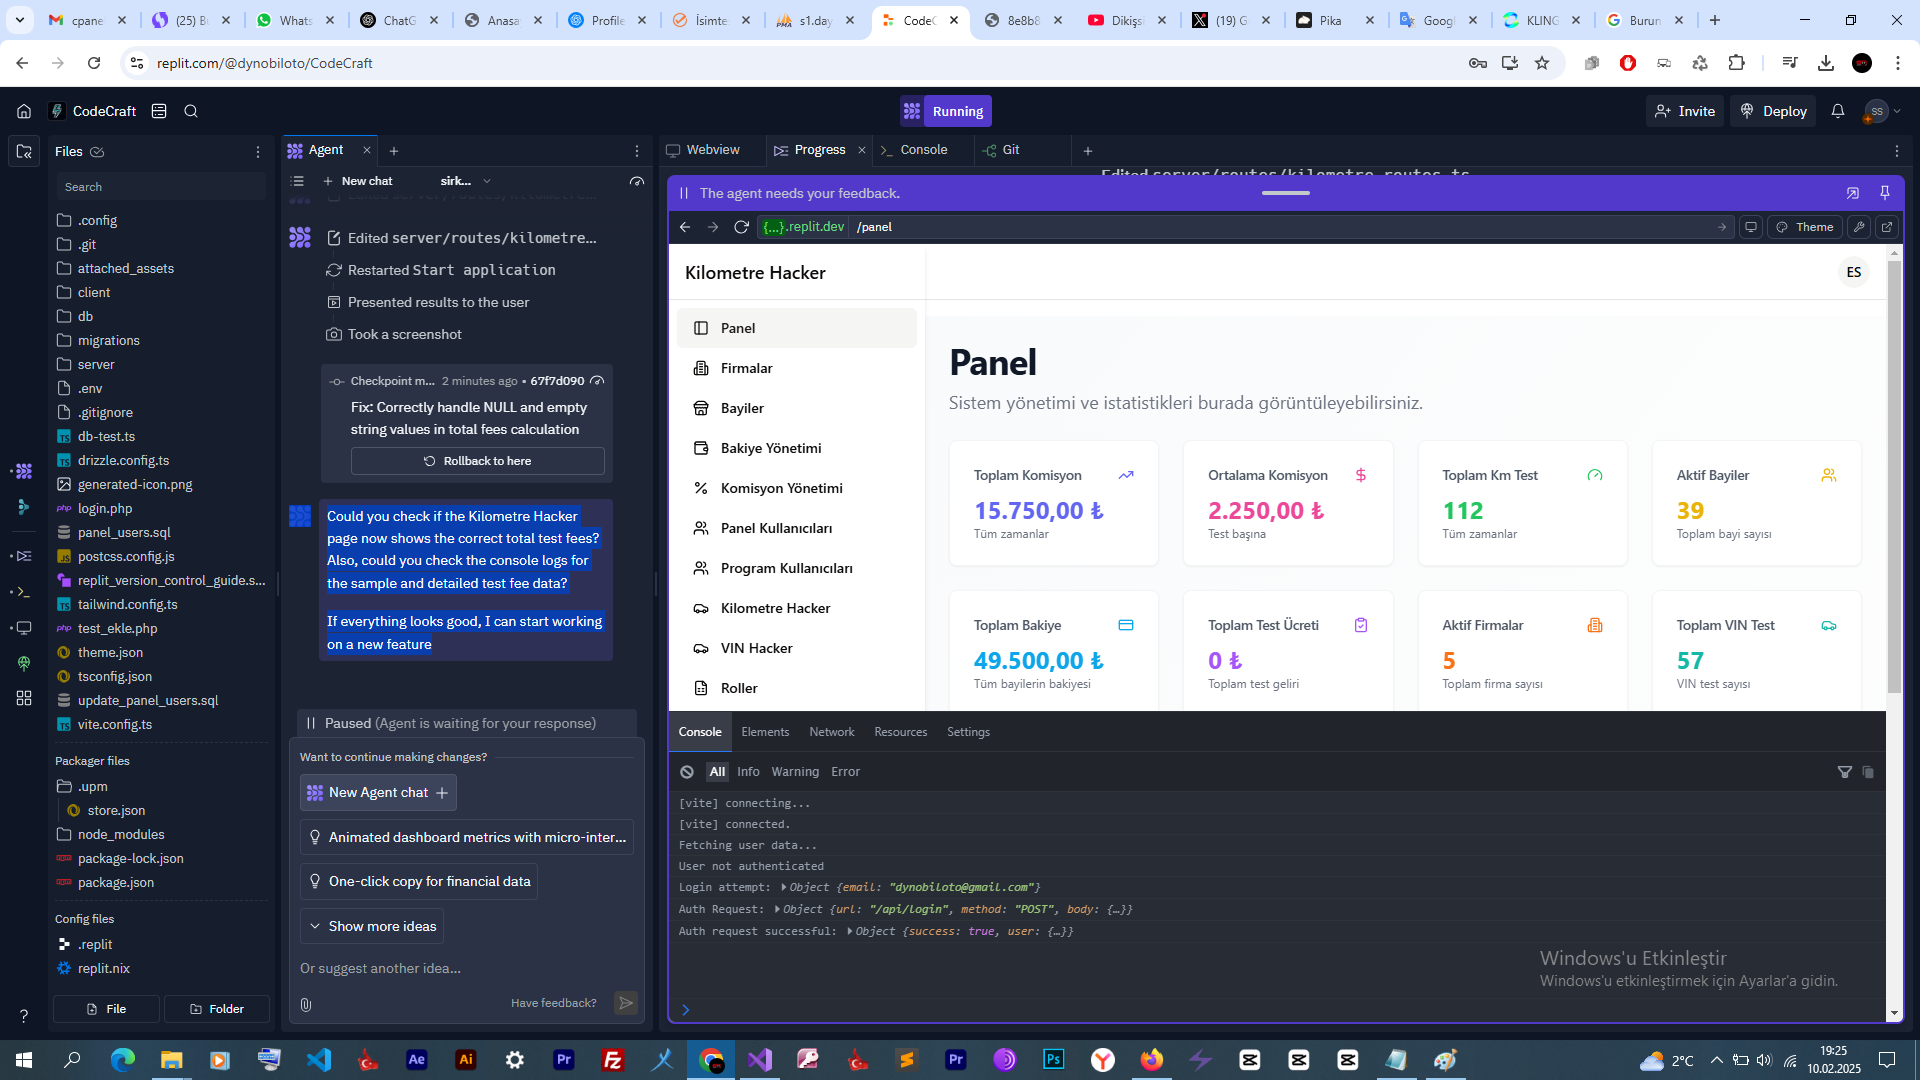 cpane
(25) B
Whats
ChatG
Anasa
Profile
İsimte
s1.day
CodeC
8e8b8
Dikişsi
(19) G
Pika
Googl
KLING
Burun
replit.com/@dynobiloto/CodeCraft
CodeCraft
Running
Invite
Deploy
SS
Files
Search
.config
.git
attached_assets
client
db
migrations
server
.env
.gitignore
db-test.ts
drizzle.config.ts
generated-icon.png
login.php
panel_users.sql
postcss.config.js
replit_version_control_guide.s...
tailwind.config.ts
test_ekle.php
theme.json
tsconfig.json
update_panel_users.sql
vite.config.ts
Packager files
.upm
store.json
node_modules
package-lock.json
package.json
Config files
.replit
replit.nix
File
Folder
Agent
New chat
sirk...
Edited server/routes/kilometre...
Restarted Start application
Presented results to the user
Took a screenshot
Checkpoint m... 2 minutes ago • 67f7d090
Fix: Correctly handle NULL and empty
string values in total fees calculation
Rollback to here
Could you check if the Kilometre Hacker
page now shows the correct total test fees?
Also, could you check the console logs for
the sample and detailed test fee data?
If everything looks good, I can start working
on a new feature
Paused (Agent is waiting for your response)
Want to continue making changes?
New Agent chat
Animated dashboard metrics with micro-inter...
One-click copy for financial data
Show more ideas
Or suggest another idea...
Have feedback?
Webview
Progress
Console
Git
Edited server/routes/kilometre-routes.ts
The agent needs your feedback.
{...}.replit.dev /panel
Theme
Kilometre Hacker
ES
Panel
Firmalar
Bayiler
Bakiye Yönetimi
Komisyon Yönetimi
Panel Kullanıcıları
Program Kullanıcıları
Kilometre Hacker
VIN Hacker
Roller
Panel
Sistem yönetimi ve istatistikleri burada görüntüleyebilirsiniz.
Toplam Komisyon
15.750,00 ₺
Tüm zamanlar
Ortalama Komisyon
2.250,00 ₺
Test başına
Toplam Km Test
112
Tüm zamanlar
Aktif Bayiler
39
Toplam bayi sayısı
Toplam Bakiye
49.500,00 ₺
Tüm bayilerin bakiyesi
Toplam Test Ücreti
0 ₺
Toplam test geliri
Aktif Firmalar
5
Toplam firma sayısı
Toplam VIN Test
57
VIN test sayısı
Console
Elements
Network
Resources
Settings
All
Info
Warning
Error
[vite] connecting...
[vite] connected.
Fetching user data...
User not authenticated
Login attempt: Object {email: "dynobiloto@gmail.com"}
Auth Request: Object {url: "/api/login", method: "POST", body: {…}}
Auth request successful: Object {success: true, user: {…}}
Windows'u Etkinleştir
Windows'u etkinleştirmek için Ayarlar'a gidin.
2°C
19:25
10.02.2025